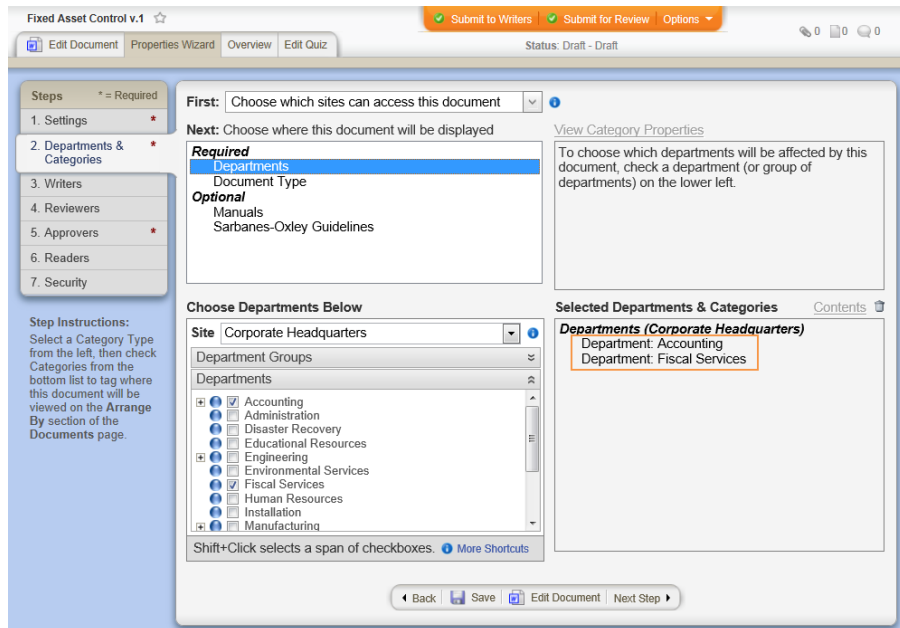 Fixed Asset Control v.1
Submit to Writers Submit for Review Options
0 0 0
Edit Document Properties Wizard Overview Edit Quiz
Status: Draft - Draft
Steps * = Required
1. Settings *
2. Departments & *
Categories
3. Writers
4. Reviewers
5. Approvers *
6. Readers
7. Security
Step Instructions:
Select a Category Type
from the left, then check
Categories from the
bottom list to tag where
this document will be
viewed on the Arrange
By section of the
Documents page.
First: Choose which sites can access this document
Next: Choose where this document will be displayed
Required
Departments
Document Type
Optional
Manuals
Sarbanes-Oxley Guidelines
View Category Properties
To choose which departments will be affected by this
document, check a department (or group of
departments) on the lower left.
Choose Departments Below
Site Corporate Headquarters
Department Groups
Departments
Accounting
Administration
Disaster Recovery
Educational Resources
Engineering
Environmental Services
Fiscal Services
Human Resources
Installation
Manufacturing
Shift+Click selects a span of checkboxes. More Shortcuts
Selected Departments & Categories Contents
Departments (Corporate Headquarters)
Department: Accounting
Department: Fiscal Services
Back Save Edit Document Next Step